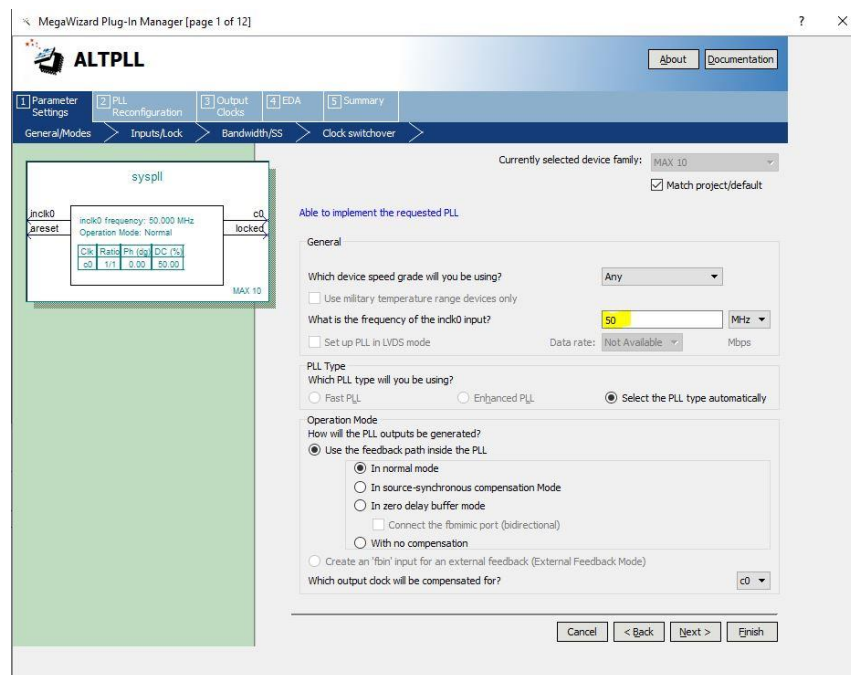 MegaWizard Plug-In Manager [page 1 of 12] ? X
ALTPLL
About Documentation
1 Parameter Settings 2 PLL Reconfiguration 3 Output Clocks 4 EDA 5 Summary
General/Modes Inputs/Lock Bandwidth/SS Clock switchover
Currently selected device family: MAX 10
Match project/default
syspll
inclk0 c0
areset locked
inclk0 frequency: 50.000 MHz
Operation Mode: Normal
Clk Ratio Ph (dg) DC (%)
c0 1/1 0.00 50.00
MAX 10
Able to implement the requested PLL
General
Which device speed grade will you be using? Any
Use military temperature range devices only
What is the frequency of the inclk0 input? 50 MHz
Set up PLL in LVDS mode Data rate: Not Available Mbps
PLL Type
Which PLL type will you be using?
Fast PLL Enhanced PLL Select the PLL type automatically
Operation Mode
How will the PLL outputs be generated?
Use the feedback path inside the PLL
In normal mode
In source-synchronous compensation Mode
In zero delay buffer mode
Connect the fbmimic port (bidirectional)
With no compensation
Create an 'fbin' input for an external feedback (External Feedback Mode)
Which output clock will be compensated for? c0
Cancel < Back Next > Finish